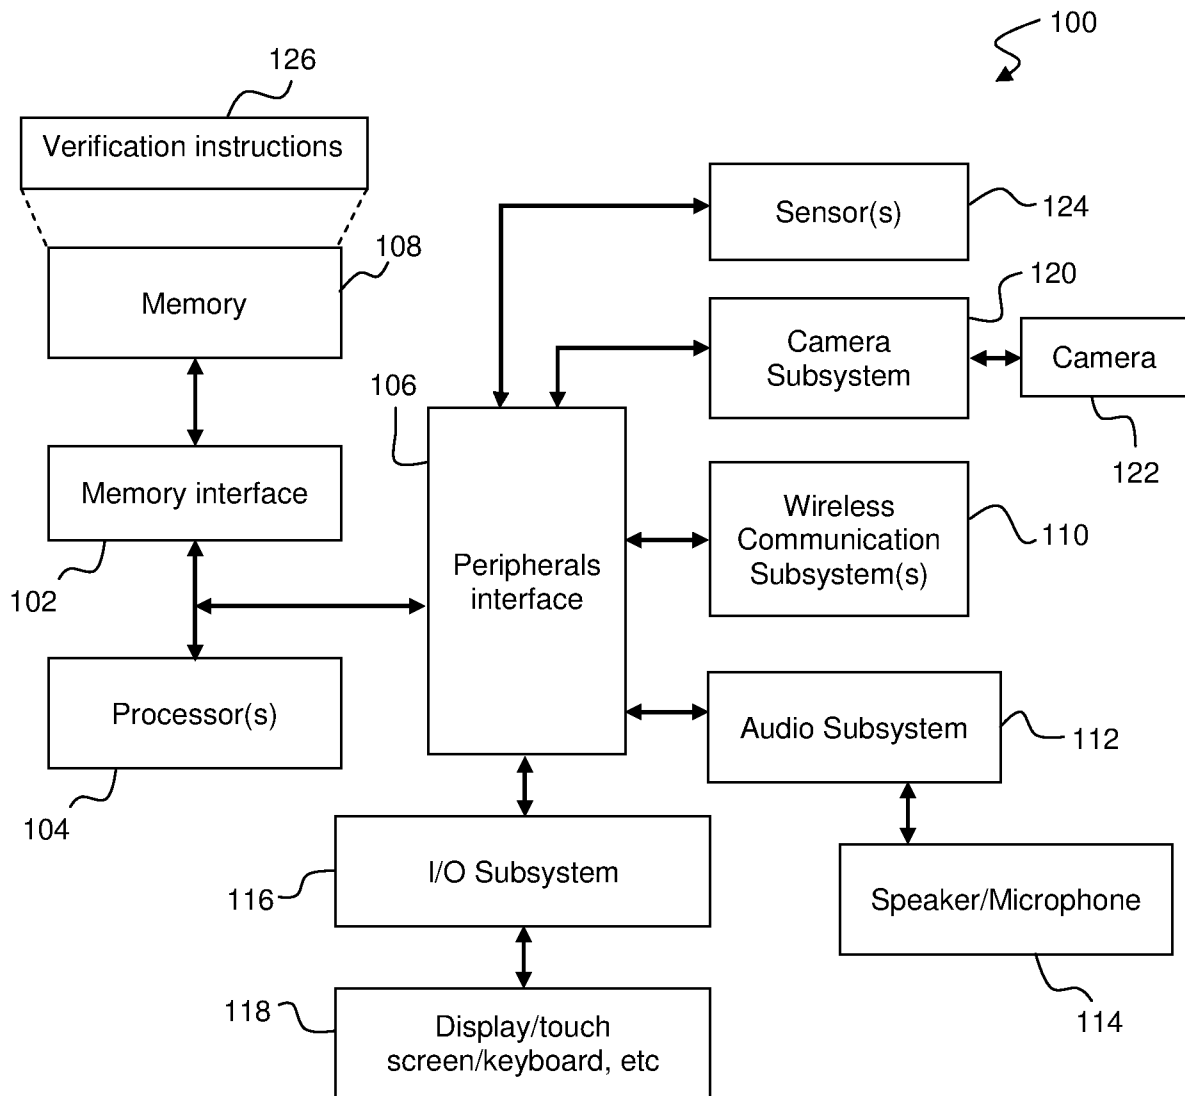 100
126
Verification instructions
108
Memory
Sensor(s)
124
120
Camera
Subsystem
Camera
122
106
Memory interface
102
Wireless
Communication
Subsystem(s)
110
Peripherals
interface
Processor(s)
104
Audio Subsystem
112
I/O Subsystem
116
Speaker/Microphone
114
118
Display/touch
screen/keyboard, etc